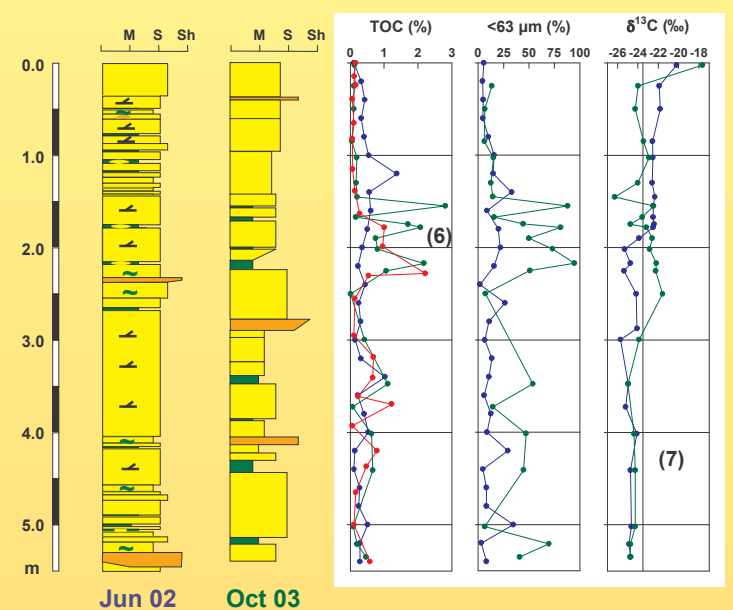 TOC (%) <63 µm (%) δ13C (‰)
M S Sh M S Sh
0 1 2 3 0 25 50 75 100 -26 -24 -22 -20 -18
0.0
1.0
2.0
3.0
4.0
5.0
m
(6)
(7)
Jun 02 Oct 03